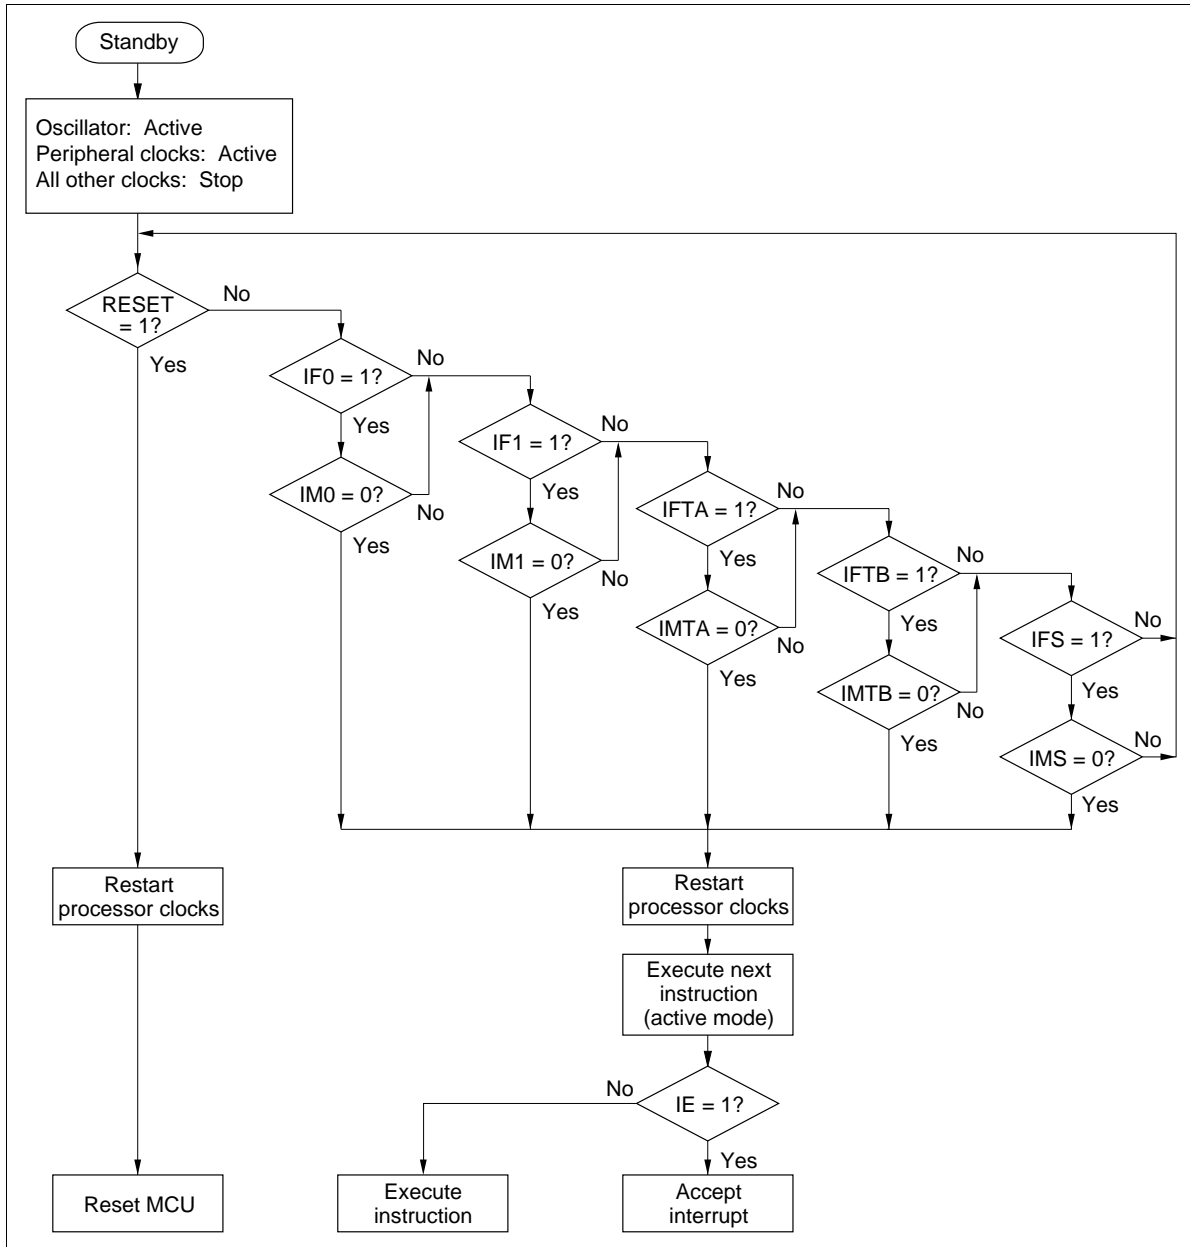 Standby
Oscillator: Active
Peripheral clocks: Active
All other clocks: Stop
RESET
= 1?
No
Yes
IF0 = 1?
No
Yes
IM0 = 0?
No
Yes
IF1 = 1?
No
Yes
IM1 = 0?
No
Yes
IFTA = 1?
No
Yes
IMTA = 0?
No
Yes
IFTB = 1?
No
Yes
IMTB = 0?
No
Yes
IFS = 1?
No
Yes
IMS = 0?
No
Yes
Restart
processor clocks
Restart
processor clocks
Execute next
instruction
(active mode)
IE = 1?
No
Yes
Reset MCU
Execute
instruction
Accept
interrupt